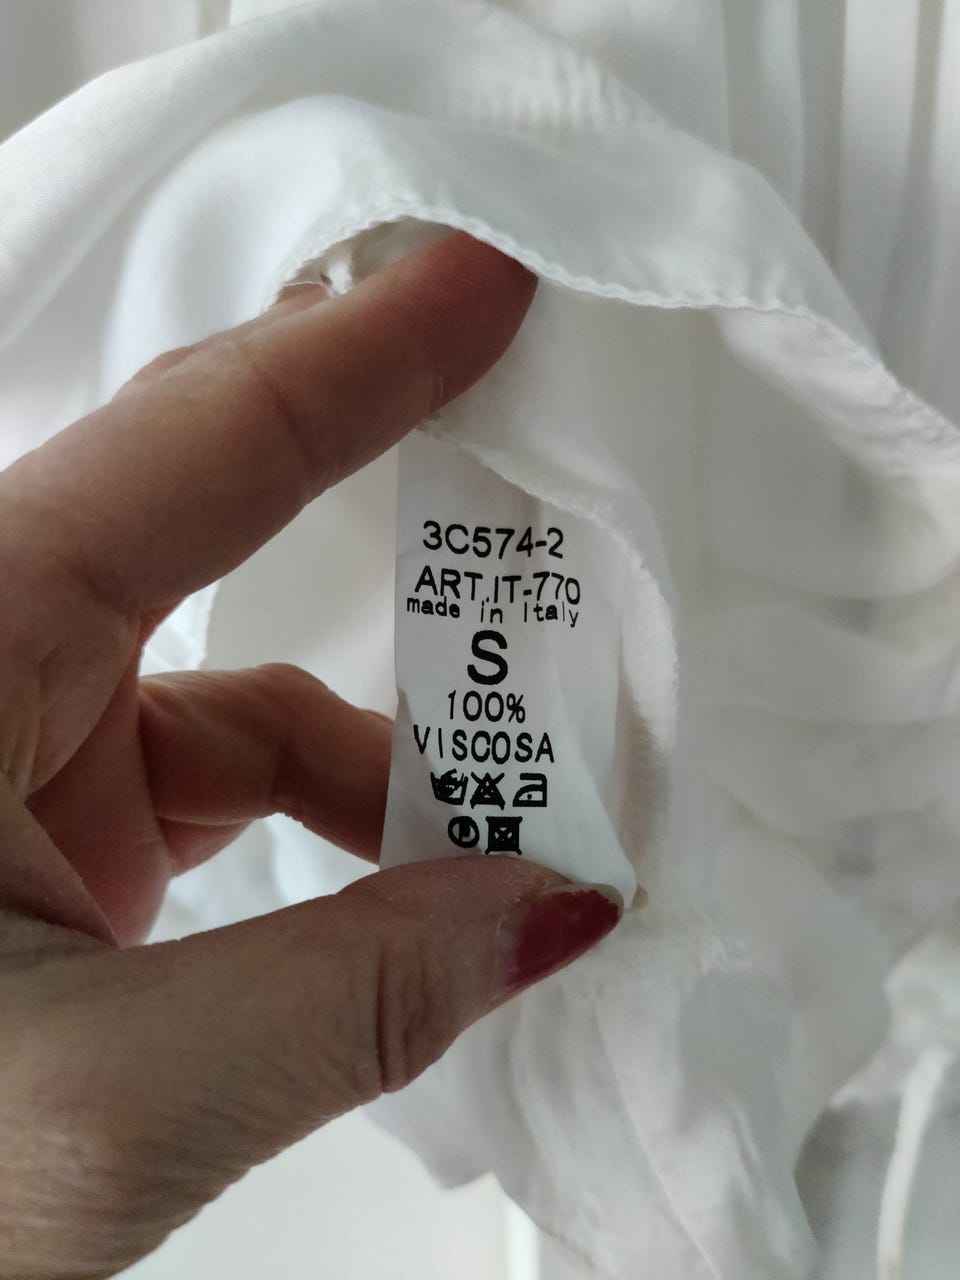 3C574-2
ART.IT-770
made in Italy
S
100%
VISCOSA
P